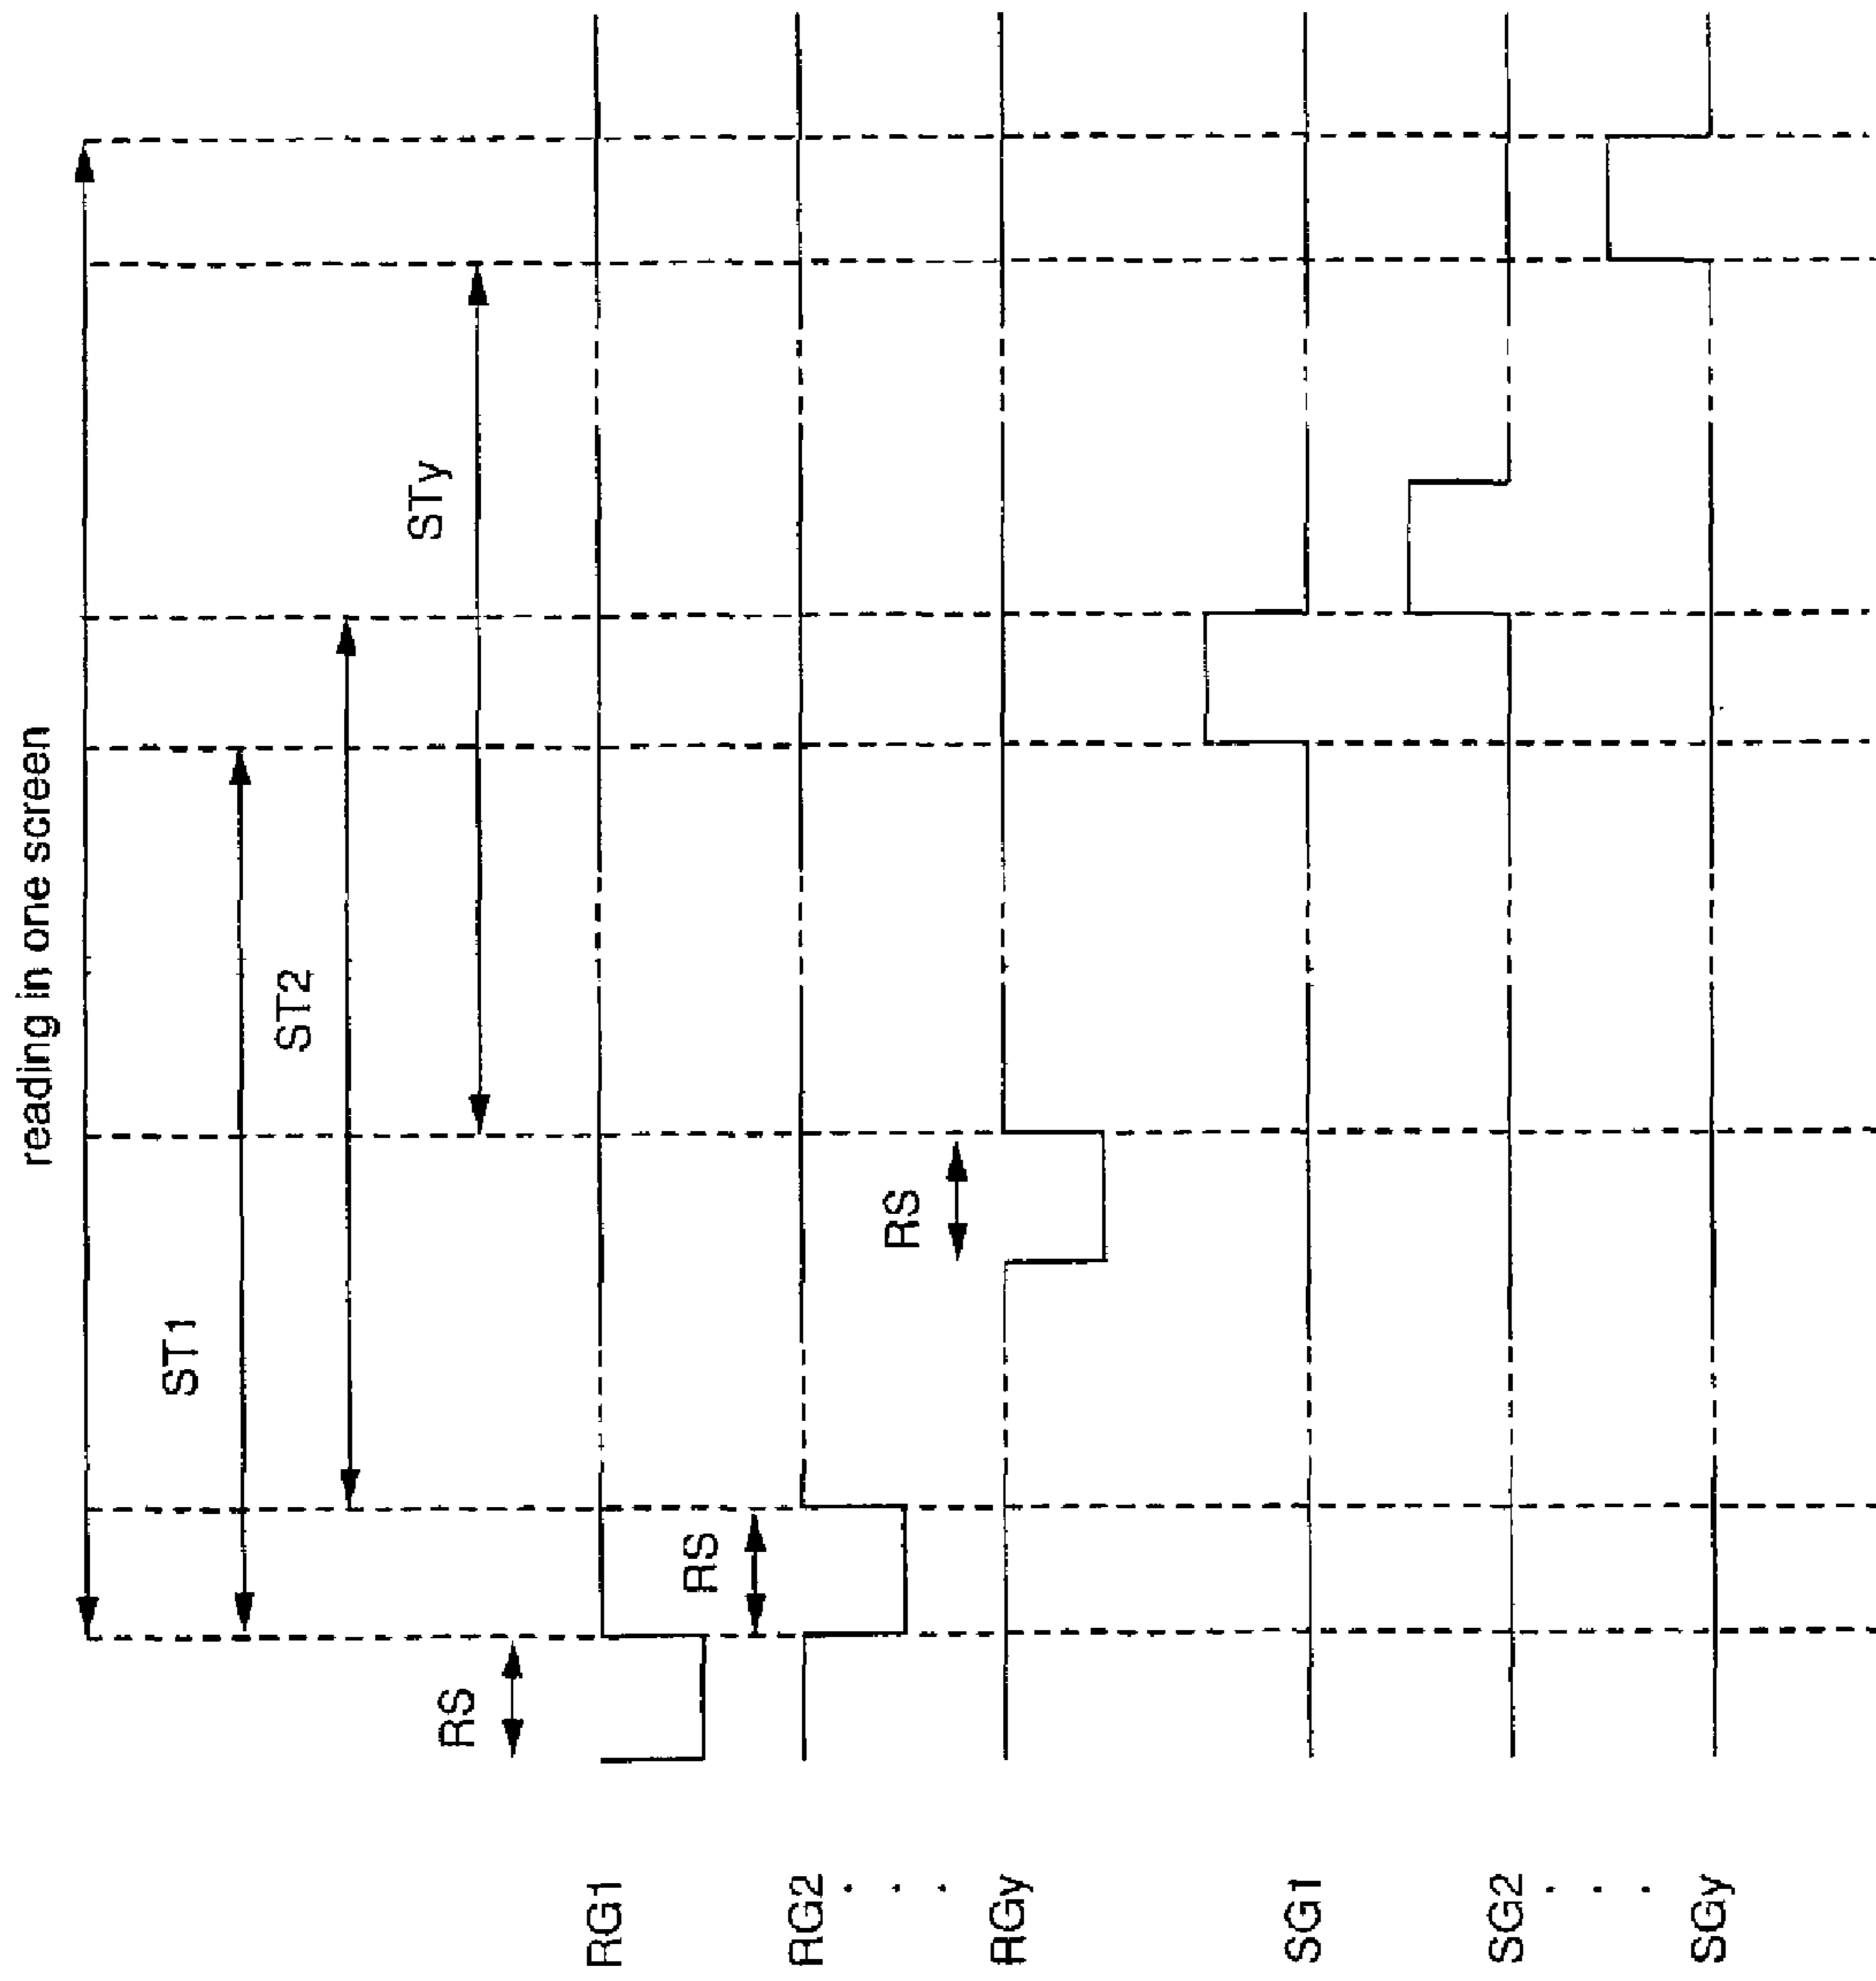 reading in one screen
ST1
ST2
STy
RS
RS
RS
RG1
RG2
.
.
.
RGy
SG1
SG2
.
.
.
SGy